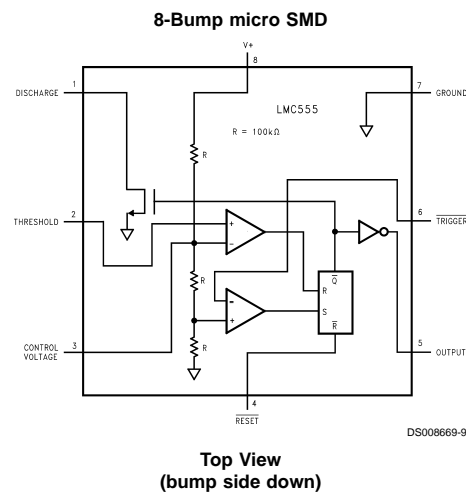 8-Bump micro SMD
V+
8
1
7
DISCHARGE
GROUND
LMC555
R = 100kΩ
R
2
6
THRESHOLD
TRIGGER
+
−
Q
R
R
−
+
S
R
R
3
5
CONTROL
VOLTAGE
OUTPUT
4
RESET
DS008669-9
Top View
(bump side down)